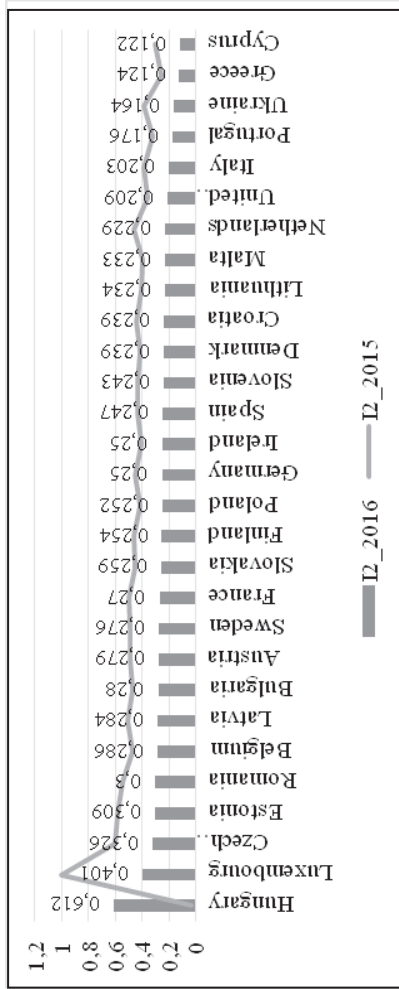 1,2
1
0,8
0,6
0,4
0,2
0
0,612
0,401
0,326
0,309
0,3
0,286
0,284
0,28
0,279
0,276
0,27
0,259
0,254
0,252
0,25
0,25
0,247
0,243
0,239
0,239
0,234
0,233
0,229
0,209
0,203
0,176
0,164
0,124
0,122
Hungary
Luxembourg
Czech..
Estonia
Romania
Belgium
Latvia
Bulgaria
Austria
Sweden
France
Slovakia
Finland
Poland
Germany
Ireland
Spain
Slovenia
Denmark
Croatia
Lithuania
Malta
Netherlands
United..
Italy
Portugal
Ukraine
Greece
Cyprus
I2_2016
I2_2015